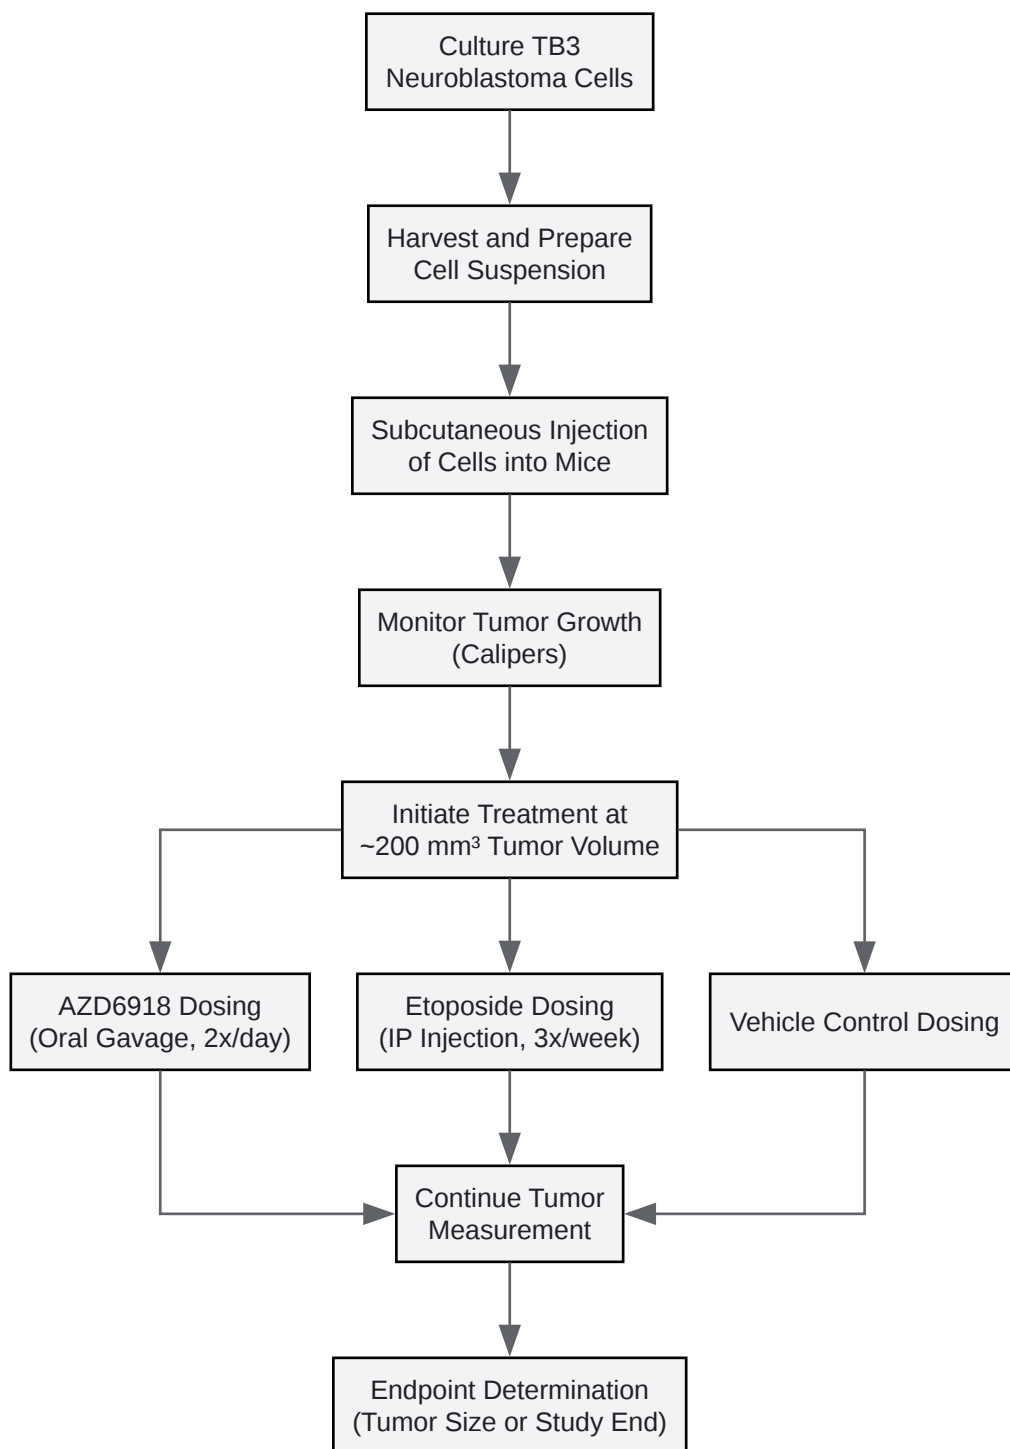 Culture TB3
Neuroblastoma Cells
Harvest and Prepare
Cell Suspension
Subcutaneous Injection
of Cells into Mice
Monitor Tumor Growth
(Calipers)
Initiate Treatment at
~200 mm³ Tumor Volume
AZD6918 Dosing
(Oral Gavage, 2x/day)
Etoposide Dosing
(IP Injection, 3x/week)
Vehicle Control Dosing
Continue Tumor
Measurement
Endpoint Determination
(Tumor Size or Study End)